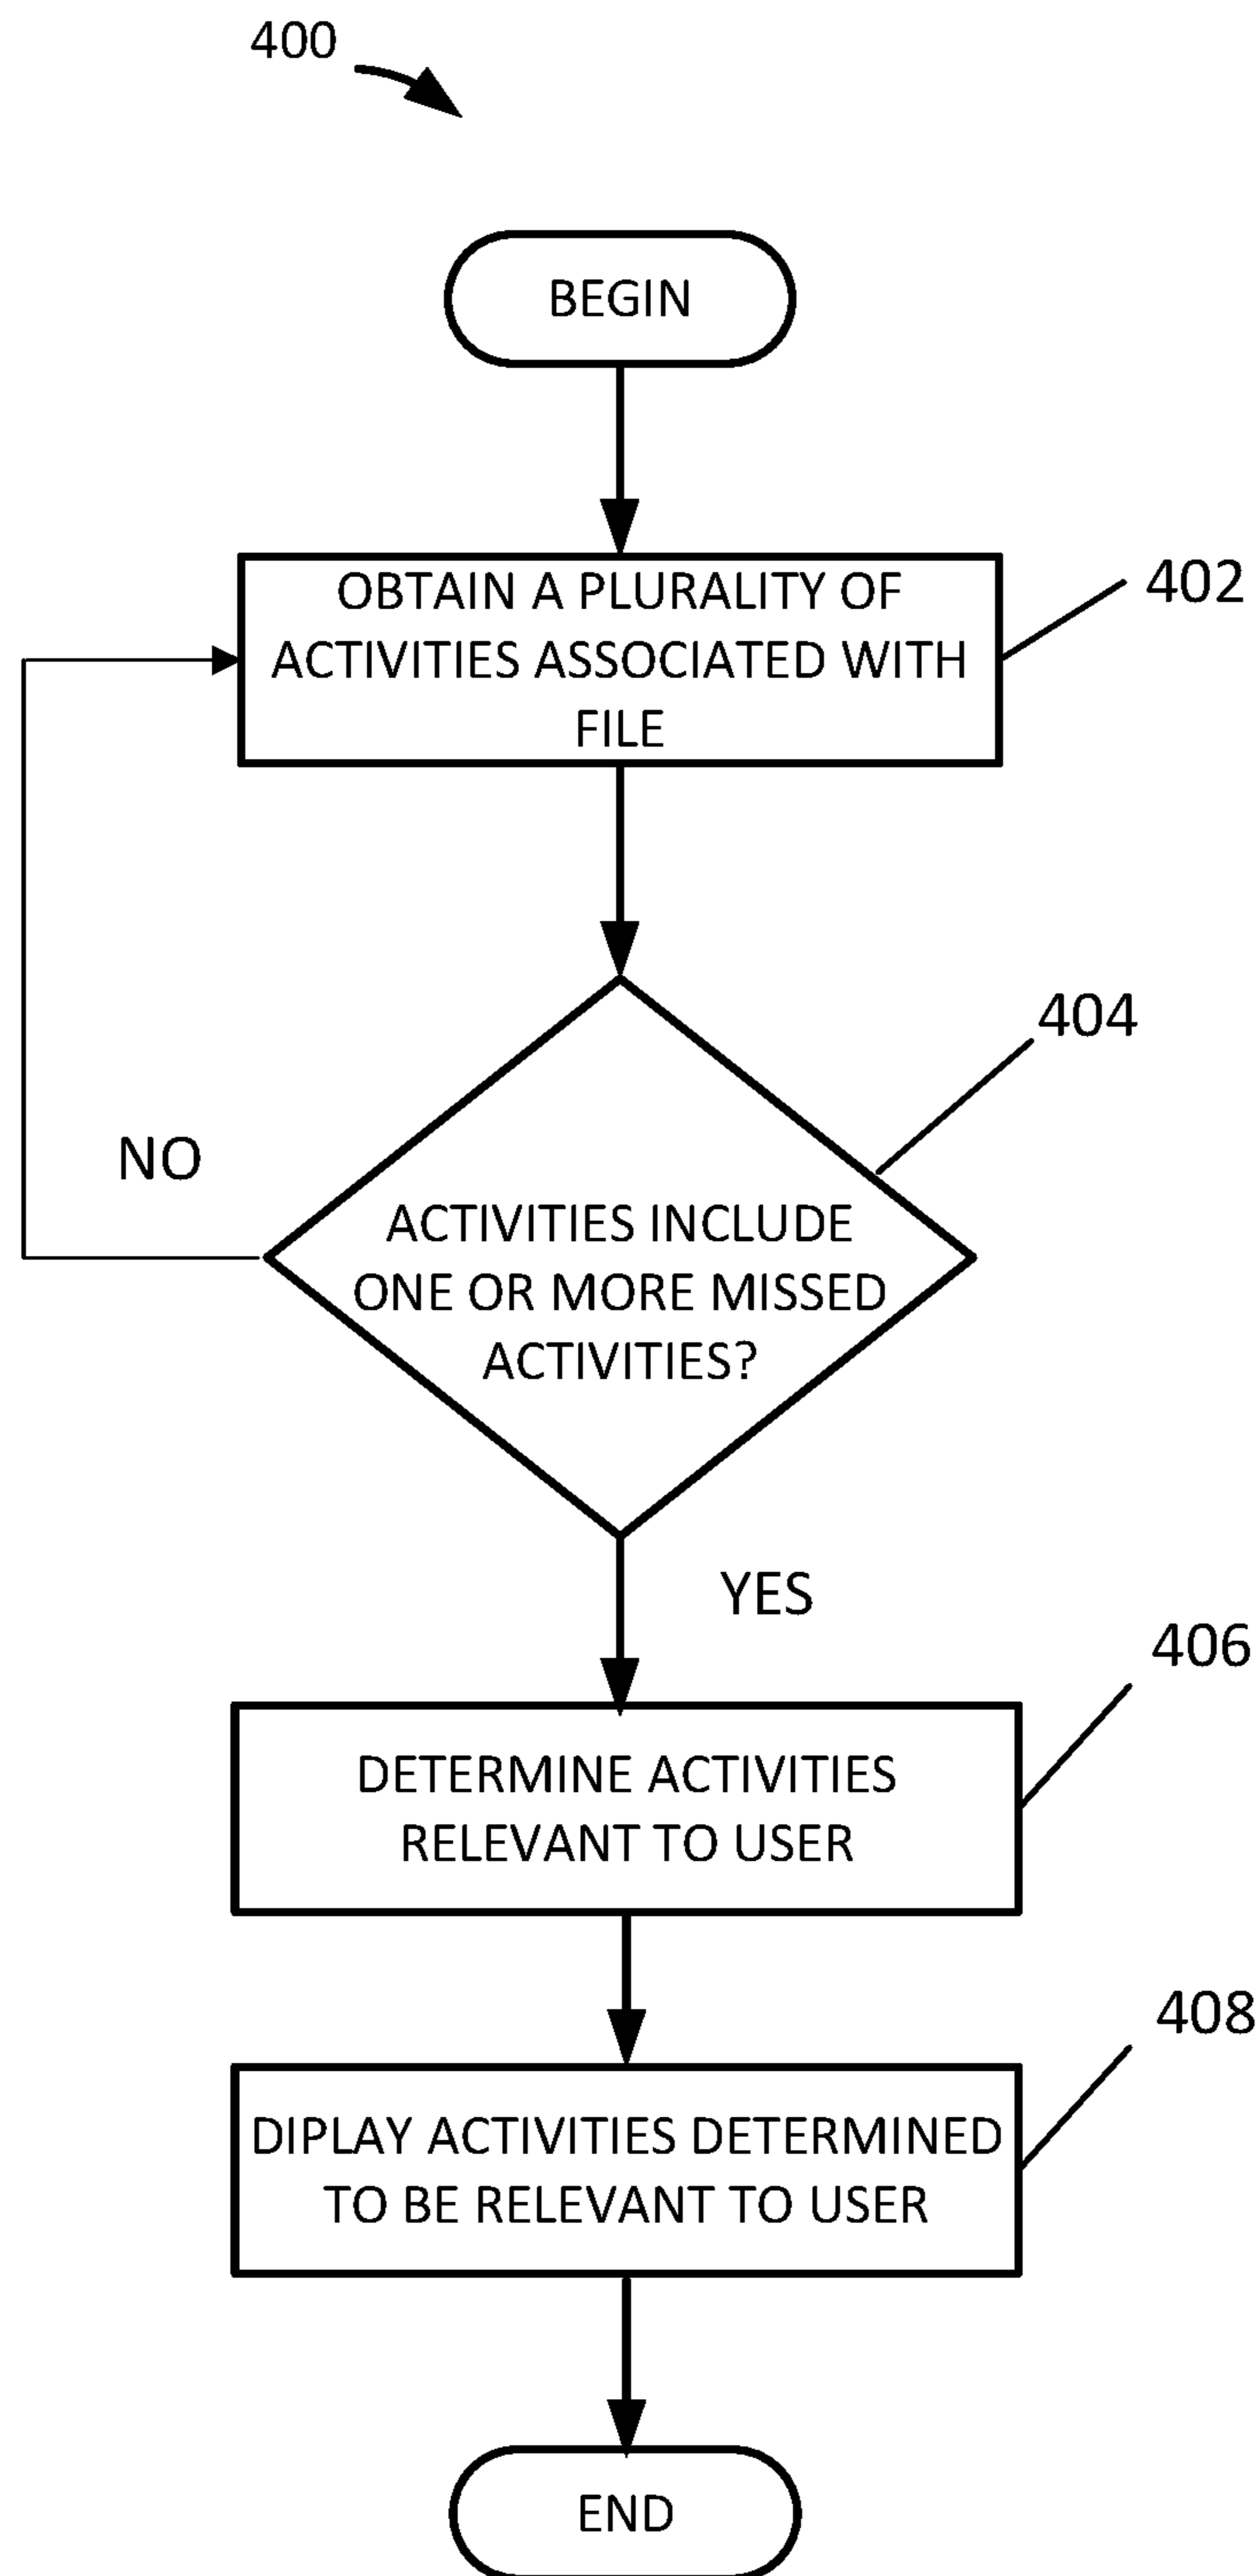 400
BEGIN
OBTAIN A PLURALITY OF
ACTIVITIES ASSOCIATED WITH
FILE
402
404
NO
ACTIVITIES INCLUDE
ONE OR MORE MISSED
ACTIVITIES?
YES
406
DETERMINE ACTIVITIES
RELEVANT TO USER
408
DIPLAY ACTIVITIES DETERMINED
TO BE RELEVANT TO USER
END